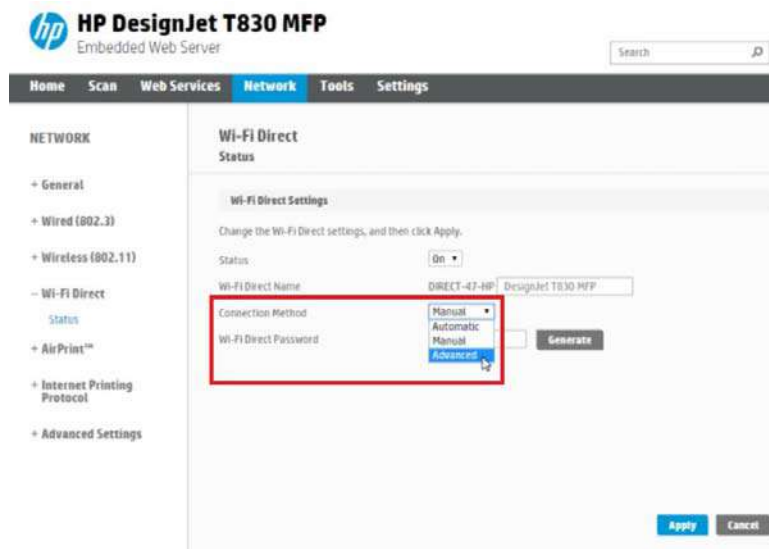 hp
HP DesignJet T830 MFP
Embedded Web Server
Search
Home Scan Web Services Network Tools Settings
NETWORK
+ General
+ Wired (802.3)
+ Wireless (802.11)
– Wi-Fi Direct
Status
+ AirPrint™
+ Internet Printing
Protocol
+ Advanced Settings
Wi-Fi Direct
Status
Wi-Fi Direct Settings
Change the Wi-Fi Direct settings, and then click Apply.
Status On
Wi-Fi Direct Name DIRECT-47-HP DesignJet T830 MFP
Connection Method Manual
Automatic
Manual
Advanced
Wi-Fi Direct Password Generate
Apply Cancel